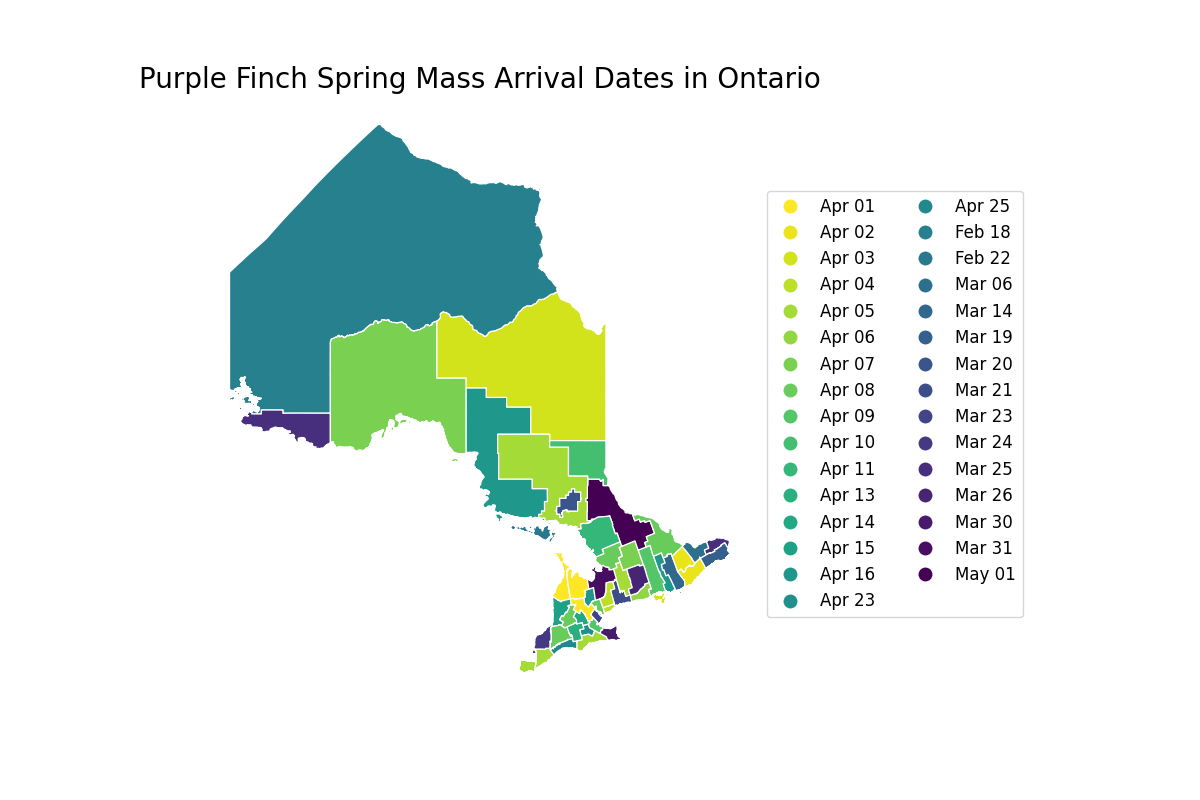 Purple Finch Spring Mass Arrival Dates in Ontario
Apr 01
Apr 02
Apr 03
Apr 04
Apr 05
Apr 06
Apr 07
Apr 08
Apr 09
Apr 10
Apr 11
Apr 13
Apr 14
Apr 15
Apr 16
Apr 23
Apr 25
Feb 18
Feb 22
Mar 06
Mar 14
Mar 19
Mar 20
Mar 21
Mar 23
Mar 24
Mar 25
Mar 26
Mar 30
Mar 31
May 01